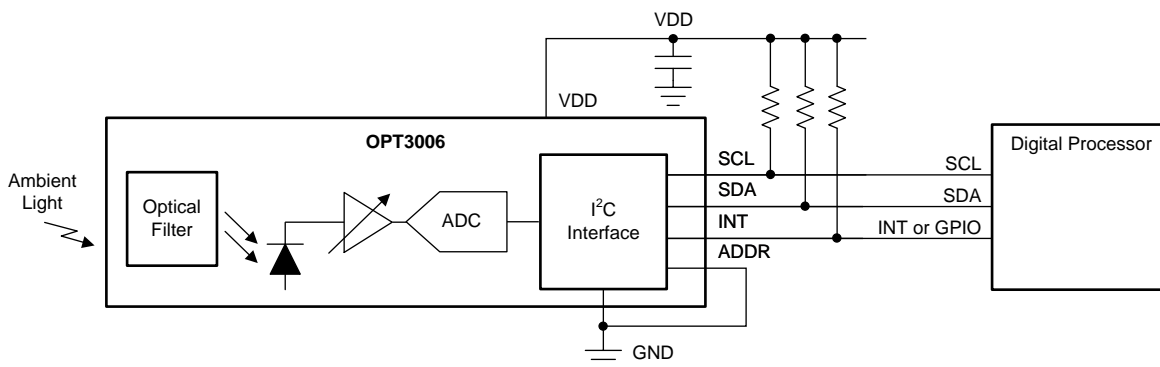 VDD
VDD
OPT3006
Ambient
Light
Optical
Filter
ADC
I²C
Interface
SCL
SDA
INT
ADDR
GND
Digital Processor
SCL
SDA
INT or GPIO